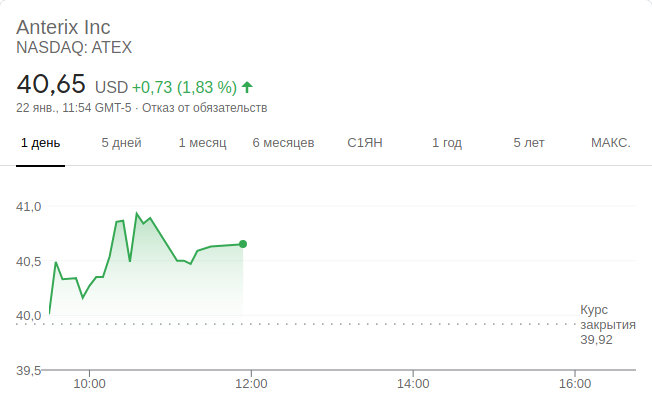 Anterix Inc
NASDAQ: ATEX
40,65 USD +0,73 (1,83 %)
22 янв., 11:54 GMT-5 · Отказ от обязательств
1 день 5 дней 1 месяц 6 месяцев С1ЯН 1 год 5 лет МАКС.
41,0
40,5
40,0
Курс
закрытия
39,92
39,5
10:00 12:00 14:00 16:00